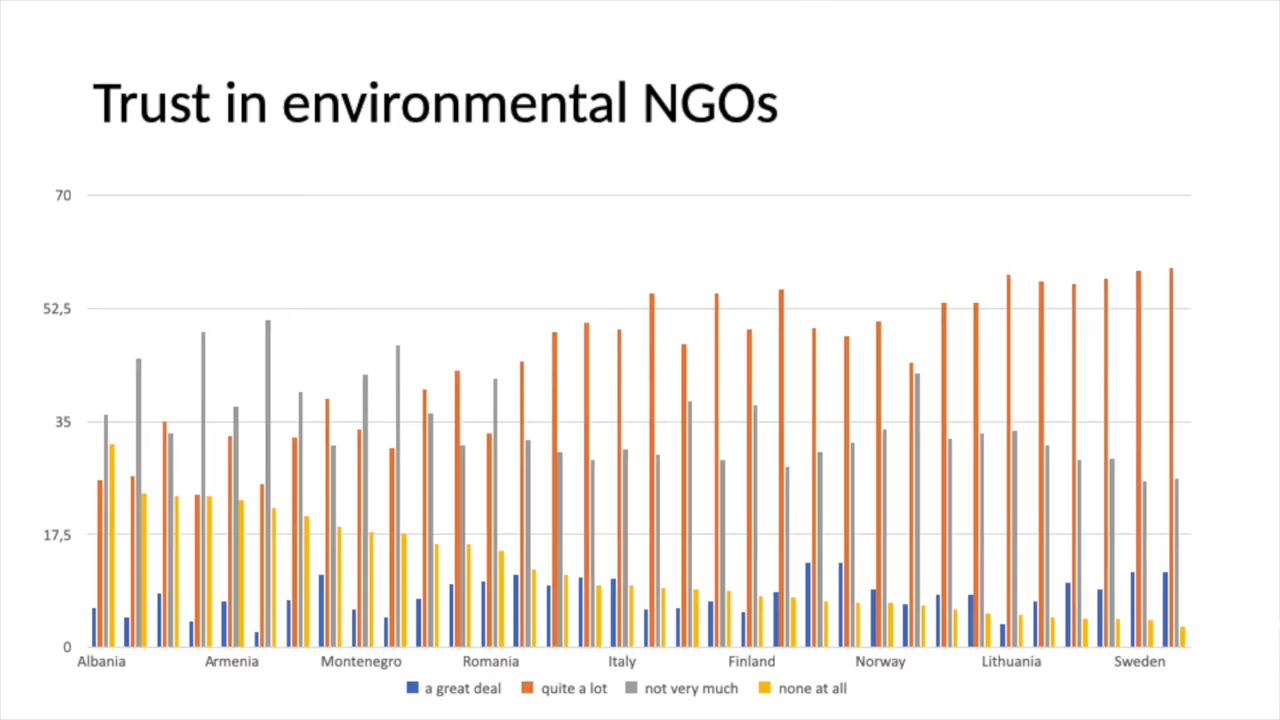 Trust in environmental NGOs
70
52,5
35
17,5
0
Albania Armenia Montenegro Romania Italy Finland Norway Lithuania Sweden
a great deal quite a lot not very much none at all